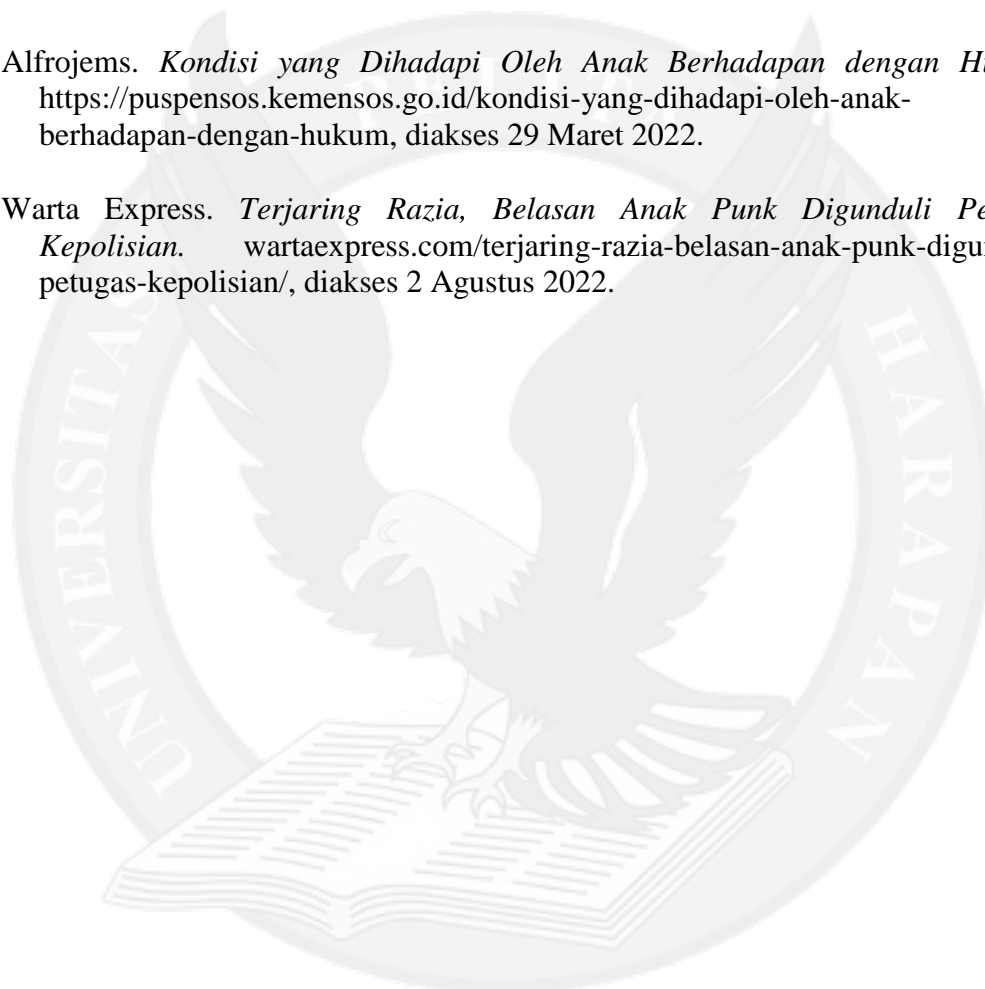 Alfrojems. Kondisi yang Dihadapi Oleh Anak Berhadapan dengan
https://puspensos.kemensos.go.id/kondisi-yang-dihadapi-oleh-anak-
berhadapan-dengan-hukum, diakses 29 Maret 2022.
Warta Express. Terjaring Razia, Belasan Anak Punk Digunduli
Kepolisian. wartaexpress.com/terjaring-razia-belasan-anak-punk-
petugas-kepolisian/, diakses 2 Agustus 2022.
UNIVERSITAS
HARAPAN